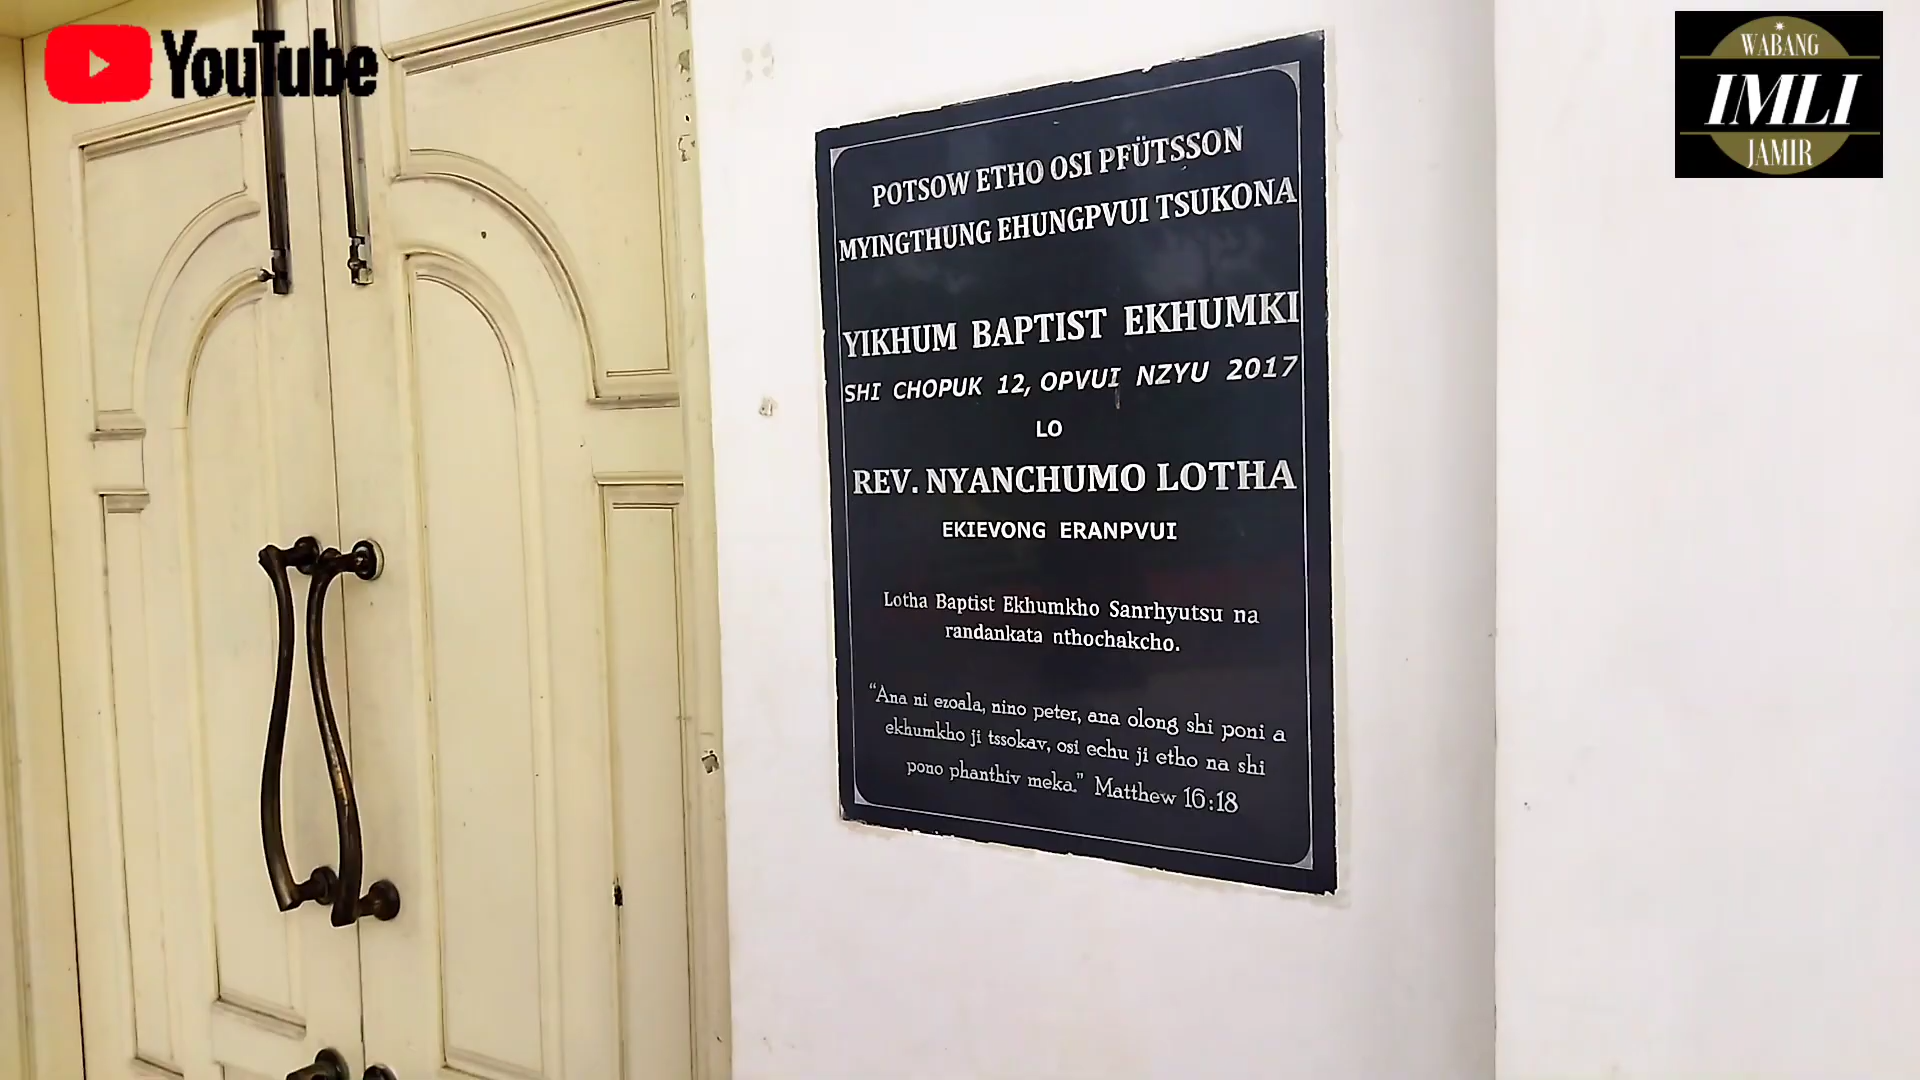 YouTube
WABANG
IMLI
JAMIR
POTSOW ETHO OSI PFÜTSSON
MYINGTHUNG EHUNGPVUI TSUKONA
YIKHUM BAPTIST EKHUMKI
SHI CHOPUK 12, OPVUI NZYU 2017
LO
REV. NYANCHUMO LOTHA
EKIEVONG ERANPVUI
Lotha Baptist Ekhumkho Sanrhyutsu na
randankata nthochakcho.
“Ana ni ezoala, nino peter, ana olong shi poni a
ekhumkho ji tssokav, osi echu ji etho na shi
pono phanthiv meka.” Matthew 16:18